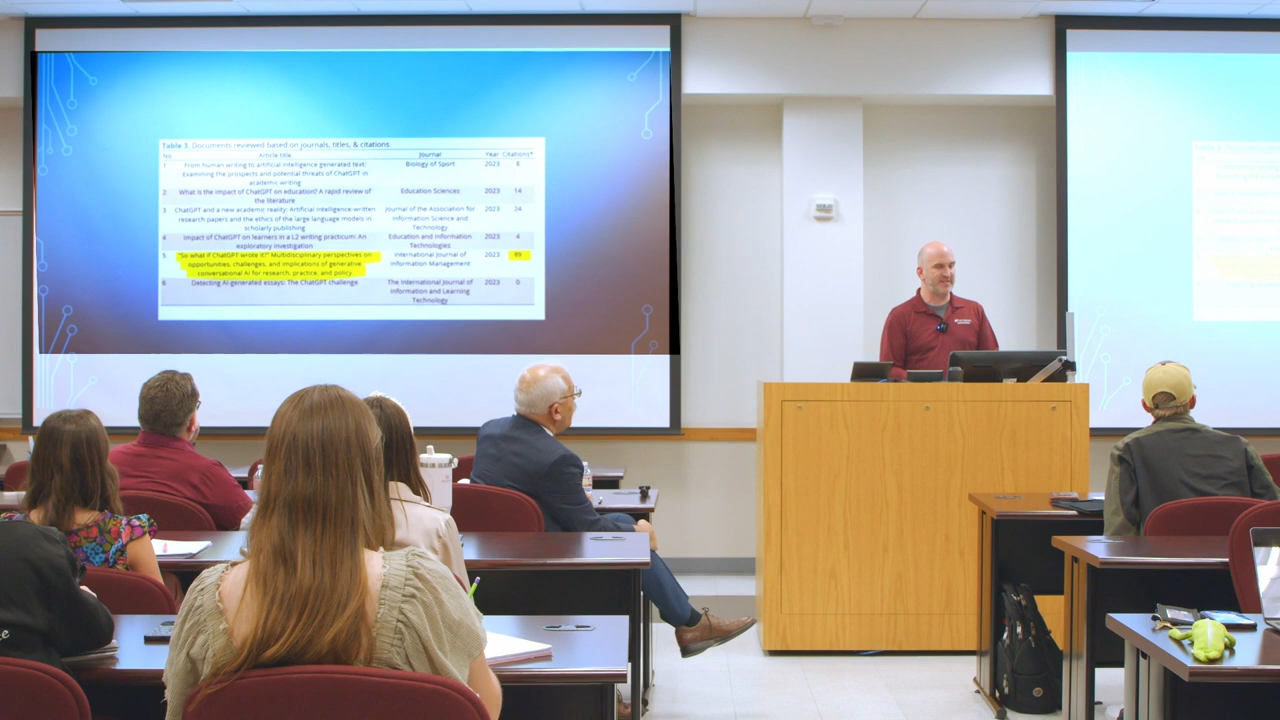 Table 3. Documents reviewed based on journals, titles, & citations
No Article title Journal Year Citations*
1 From human writing to artificial intelligence generated text: Biology of Sport 2023 8
Examining the prospects and potential threats of ChatGPT in
academic writing
2 What is the impact of ChatGPT on education? A rapid review of Education Sciences 2023 14
the literature
3 ChatGPT and a new academic reality: Artificial Intelligence-written Journal of the Association for 2023 24
research papers and the ethics of the large language models in Information Science and
scholarly publishing Technology
4 Impact of ChatGPT on learners in a L2 writing practicum: An Education and Information 2023 4
exploratory investigation Technologies
5 "So what if ChatGPT wrote it?" Multidisciplinary perspectives on International Journal of 2023 89
opportunities, challenges, and implications of generative Information Management
conversational AI for research, practice, and policy.
6 Detecting AI-generated essays: The ChatGPT challenge The International Journal of 2023 0
Information and Learning
Technology